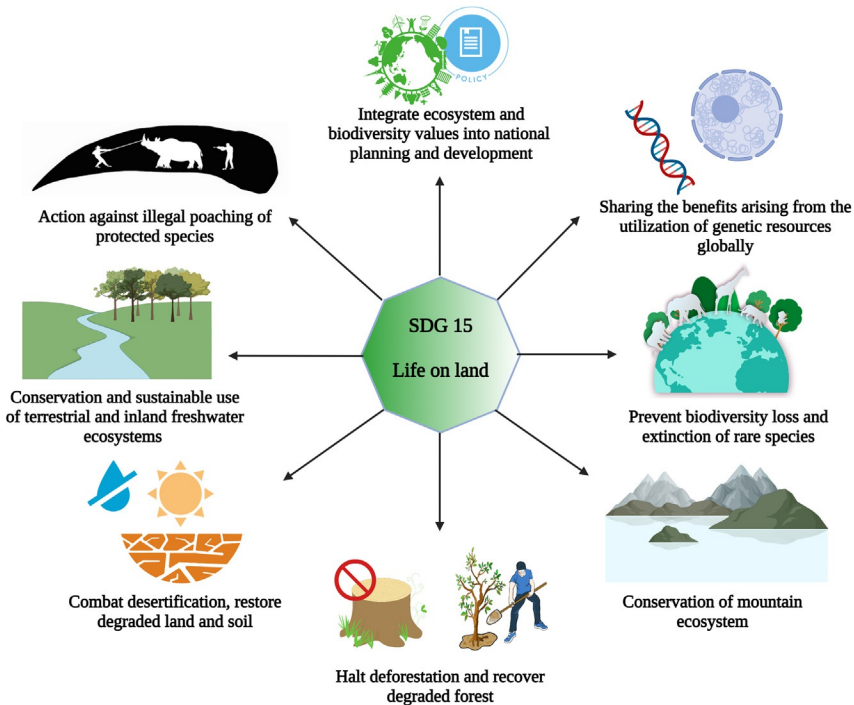 POLICY
Integrate ecosystem and
biodiversity values into national
planning and development
Sharing the benefits arising from the
utilization of genetic resources
globally
Prevent biodiversity loss and
extinction of rare species
Conservation of mountain
ecosystem
Halt deforestation and recover
degraded forest
Combat desertification, restore
degraded land and soil
Conservation and sustainable use
of terrestrial and inland freshwater
ecosystems
Action against illegal poaching of
protected species
SDG 15
Life on land